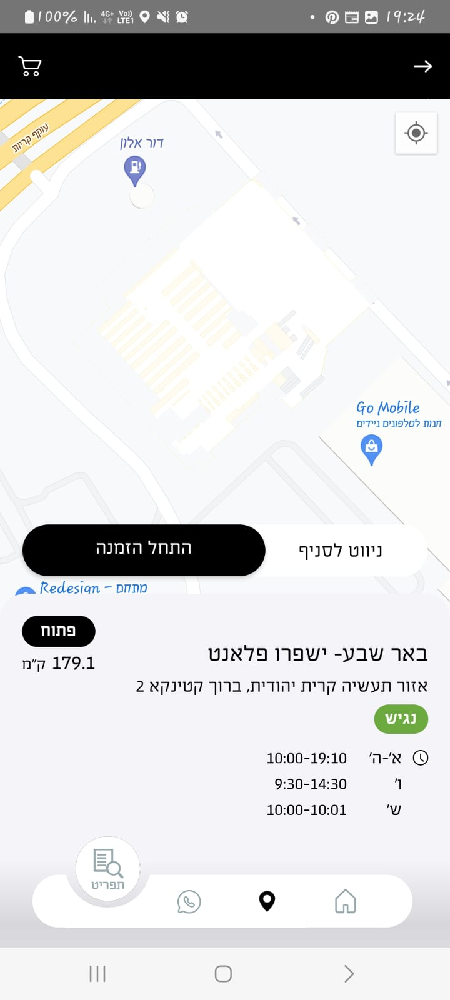 100% 4G+ Vo)) LTE1 19:24
עוקף קריות
דור אלון
Go Mobile
חנות לטלפונים ניידים
התחל הזמנה
ניווט לסניף
Redesign - מתחם
פתוח
באר שבע- ישפרו פלאנט
179.1 ק״מ
אזור תעשיה קרית יהודית, ברוך קטינקא 2
נגיש
א׳-ה׳ 10:00-19:10
ו׳ 9:30-14:30
ש׳ 10:00-10:01
תפריט